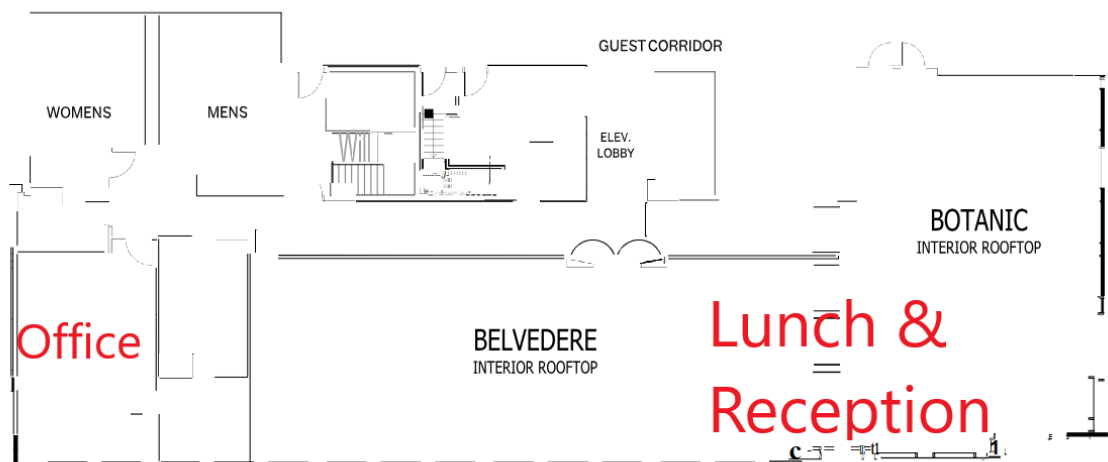 GUEST CORRIDOR
WOMENS
MENS
ELEV.
LOBBY
BOTANIC
INTERIOR ROOFTOP
Office
BELVEDERE
INTERIOR ROOFTOP
Lunch &
Reception